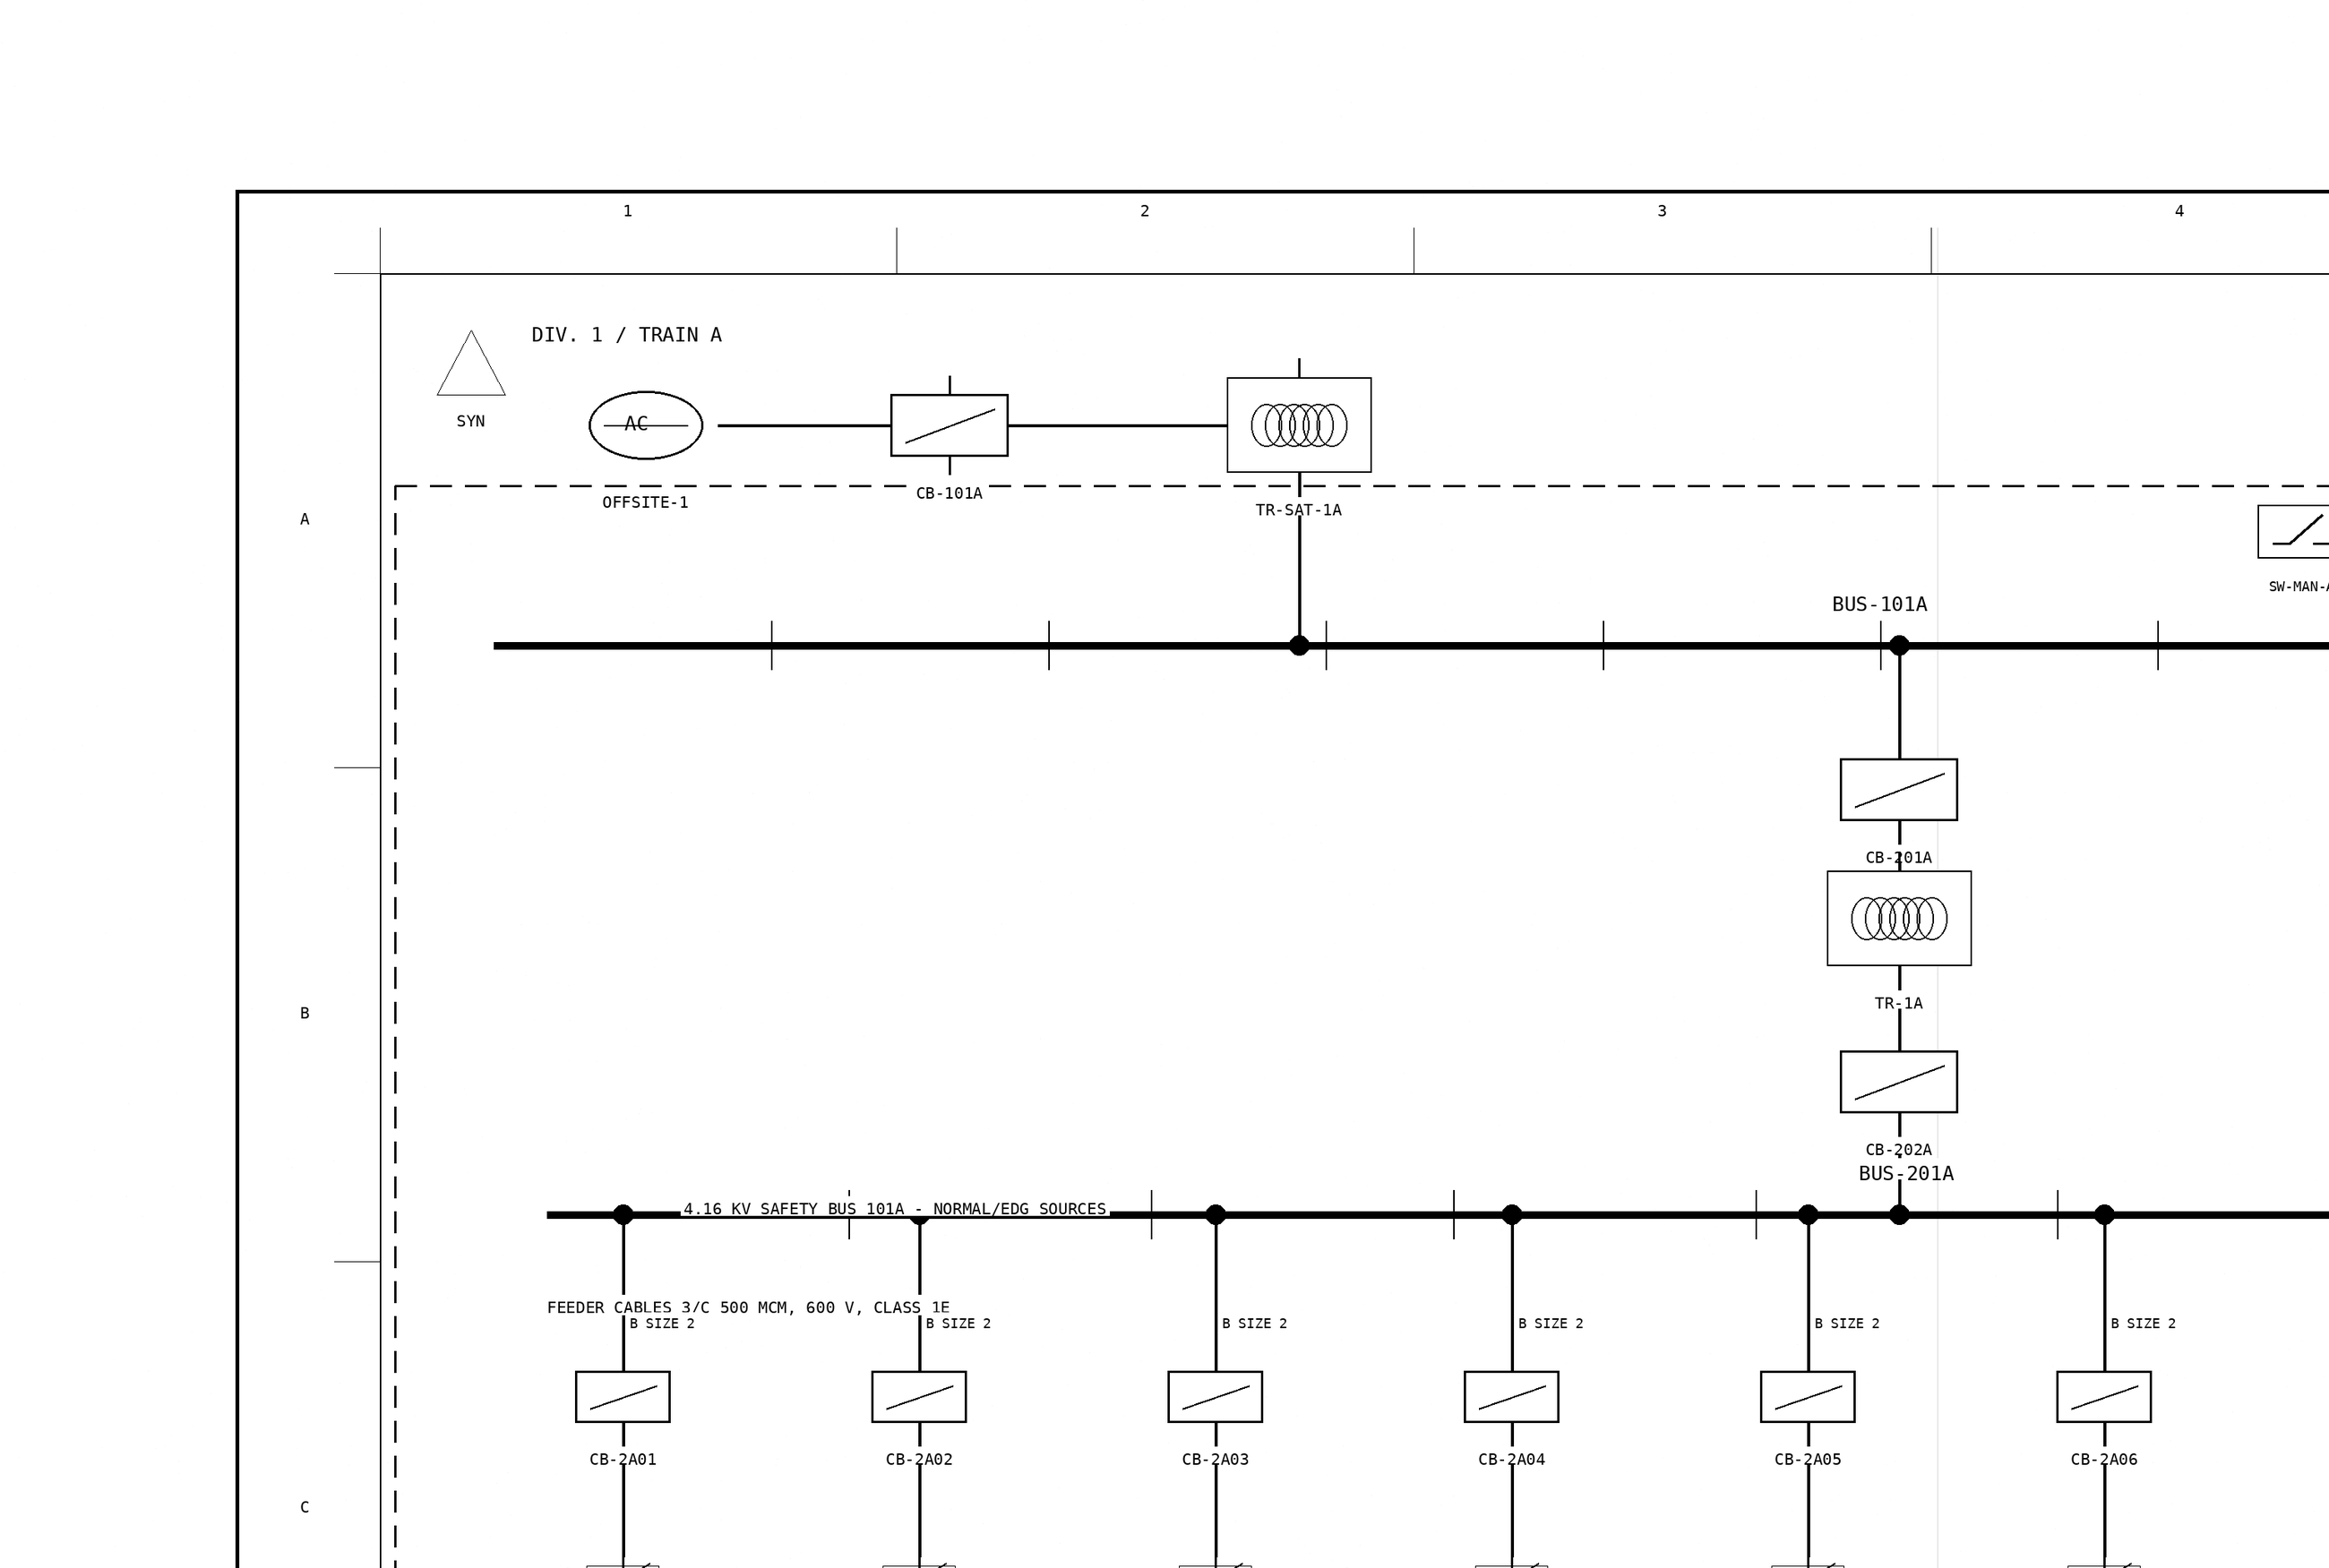 1 2 3 4
DIV. 1 / TRAIN A
SYN
AC
OFFSITE-1
CB-101A
TR-SAT-1A
A
SW-MAN-A
BUS-101A
CB-201A
TR-1A
B
CB-202A
BUS-201A
4.16 KV SAFETY BUS 101A - NORMAL/EDG SOURCES
FEEDER CABLES 3/C 500 MCM, 600 V, CLASS 1E
B SIZE 2 B SIZE 2 B SIZE 2 B SIZE 2 B SIZE 2 B SIZE 2
CB-2A01 CB-2A02 CB-2A03 CB-2A04 CB-2A05 CB-2A06
C